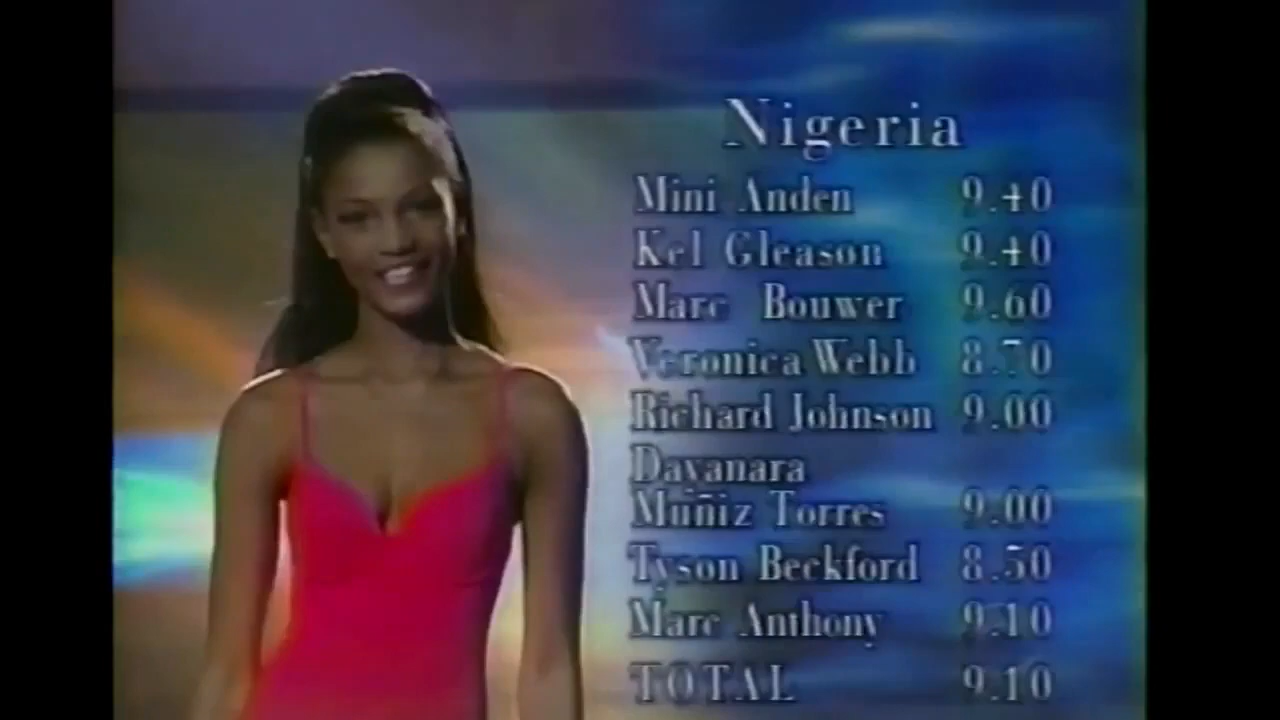 Nigeria
Mini Anden 9.40
Kel Gleason 9.40
Marc Bouwer 9.60
Veronica Webb 8.70
Richard Johnson 9.00
Dayanara
Muñiz Torres 9.00
Tyson Beckford 8.50
Marc Anthony 9.10
TOTAL 9.10